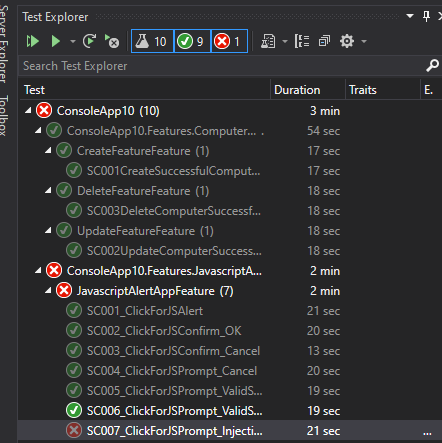 Server Explorer
Toolbox
Test Explorer
10
9
1
Search Test Explorer
Test Duration Traits E.
ConsoleApp10 (10) 3 min
ConsoleApp10.Features.Computer... . 54 sec
CreateFeatureFeature (1) 17 sec
SC001CreateSuccessfulComput... 17 sec
DeleteFeatureFeature (1) 18 sec
SC003DeleteComputerSuccessf... 18 sec
UpdateFeatureFeature (1) 18 sec
SC002UpdateComputerSuccess... 18 sec
ConsoleApp10.Features.JavascriptA... 2 min
JavascriptAlertAppFeature (7) 2 min
SC001_ClickForJSAlert 21 sec
SC002_ClickForJSConfirm_OK 20 sec
SC003_ClickForJSConfirm_Cancel 13 sec
SC004_ClickForJSPrompt_Cancel 20 sec
SC005_ClickForJSPrompt_ValidS... 19 sec
SC006_ClickForJSPrompt_ValidS... 19 sec
SC007_ClickForJSPrompt_Injecti... 21 sec ...